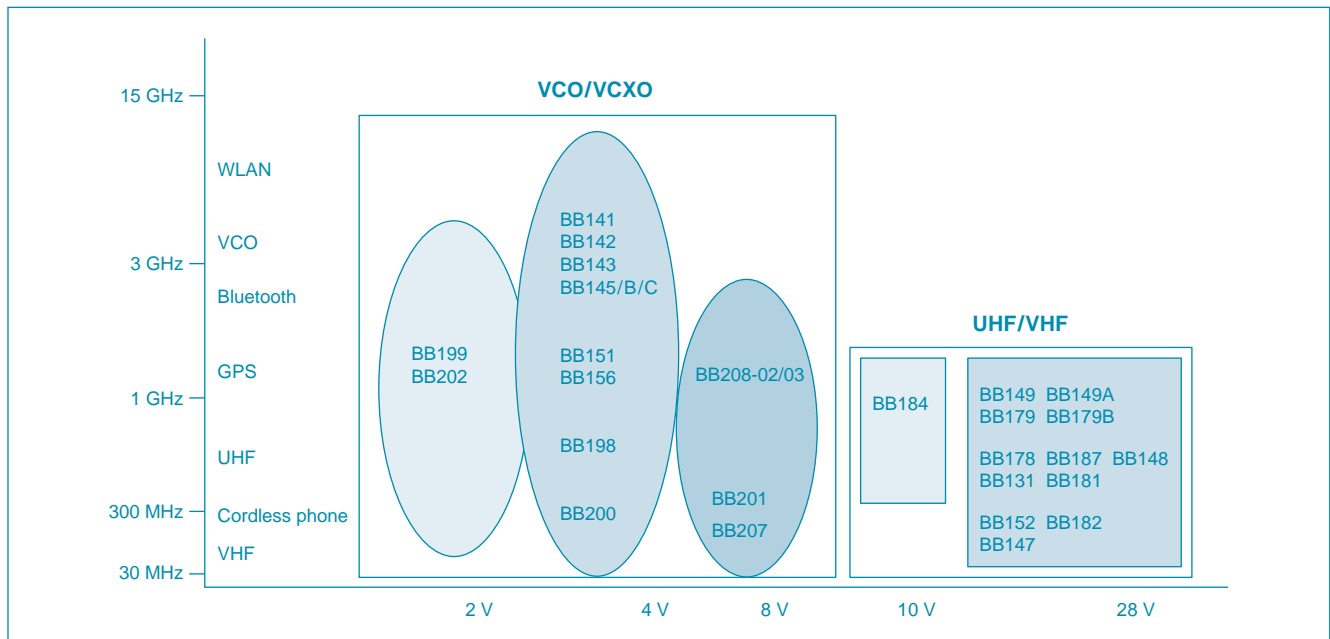 VCO/VCXO
15 GHz
WLAN
VCO
3 GHz
Bluetooth
GPS
1 GHz
UHF
300 MHz
Cordless phone
VHF
30 MHz
BB199
BB202
BB141
BB142
BB143
BB145/B/C
BB151
BB156
BB198
BB200
BB208-02/03
BB201
BB207
UHF/VHF
BB184
BB149 BB149A
BB179 BB179B
BB178 BB187 BB148
BB131 BB181
BB152 BB182
BB147
2 V 4 V 8 V 10 V 28 V